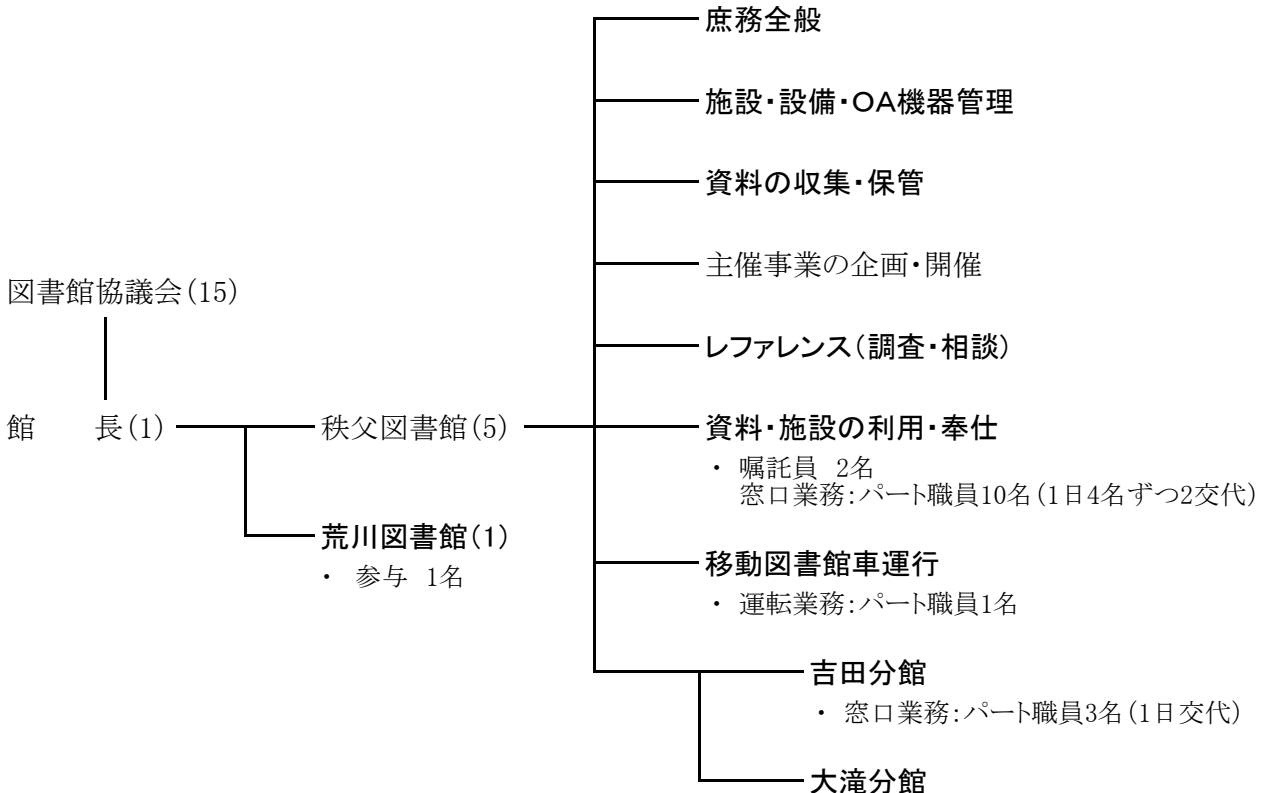 庶務全般
施設・設備・OA機器管理
資料の収集・保管
主催事業の企画・開催
図書館協議会(15)
レファレンス(調査・相談)
館　　長(1)
秩父図書館(5)
資料・施設の利用・奉仕
・ 嘱託員　2名
窓口業務:パート職員10名(1日4名ずつ2交代)
荒川図書館(1)
・ 参与　1名
移動図書館車運行
・ 運転業務:パート職員1名
吉田分館
・ 窓口業務:パート職員3名(1日交代)
大滝分館